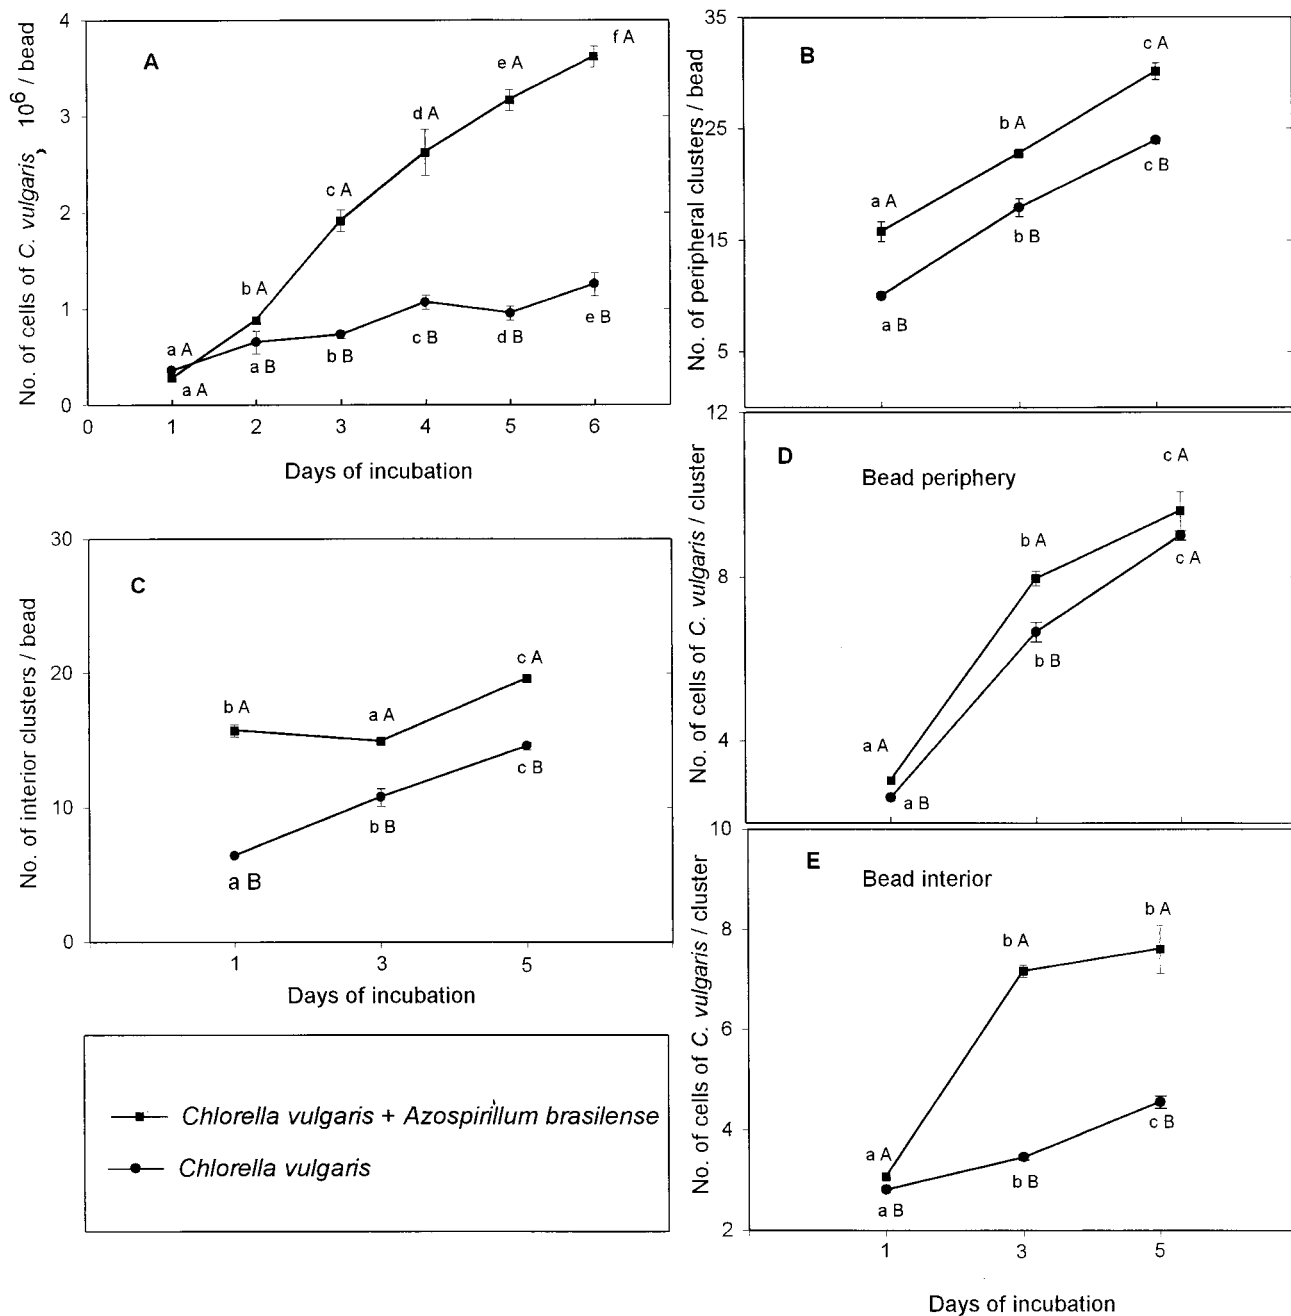 A
No. of cells of C. vulgaris, 10^6 / bead
4
3
2
1
0
0 1 2 3 4 5 6
Days of incubation
a A
b A
c A
d A
e A
f A
a A
a B
b B
c B
d B
e B
B
No. of peripheral clusters / bead
35
25
15
5
a A
b A
c A
a B
b B
c B
C
No. of interior clusters / bead
30
20
10
0
1 3 5
Days of incubation
b A
a A
c A
a B
b B
c B
D
Bead periphery
No. of cells of C. vulgaris / cluster
12
8
4
a A
b A
c A
a B
b B
c A
E
Bead interior
No. of cells of C. vulgaris / cluster
10
8
6
4
2
a A
b A
b A
a B
b B
c B
1 3 5
Days of incubation
Chlorella vulgaris + Azospirillum brasilense
Chlorella vulgaris